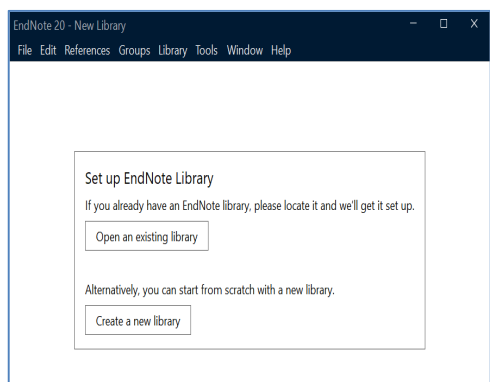 EndNote 20 - New Library
File Edit References Groups Library Tools Window Help
Set up EndNote Library
If you already have an EndNote library, please locate it and we'll get it set up.
Open an existing library
Alternatively, you can start from scratch with a new library.
Create a new library